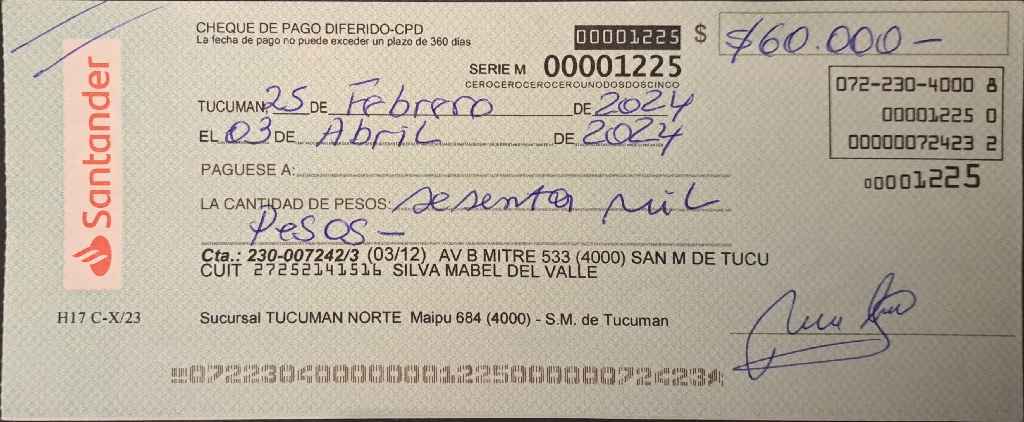 CHEQUE DE PAGO DIFERIDO-CPD
La fecha de pago no puede exceder un plazo de 360 días
00001225 $ $60.000—
SERIE M 00001225
CEROCEROCEROCEROUNODOSDOSCINCO
TUCUMAN 25 DE Febrero DE 2024
EL 03 DE Abril DE 2024
072-230-4000 8
00001225 0
00000072423 2
00001225
PAGUESE A:
LA CANTIDAD DE PESOS: sesenta mil
Pesos —
Cta.: 230-007242/3 (03/12) AV B MITRE 533 (4000) SAN M DE TUCU
CUIT 27252141516 SILVA MABEL DEL VALLE
Santander
H17 C-X/23
Sucursal TUCUMAN NORTE Maipu 684 (4000) - S.M. de Tucuman